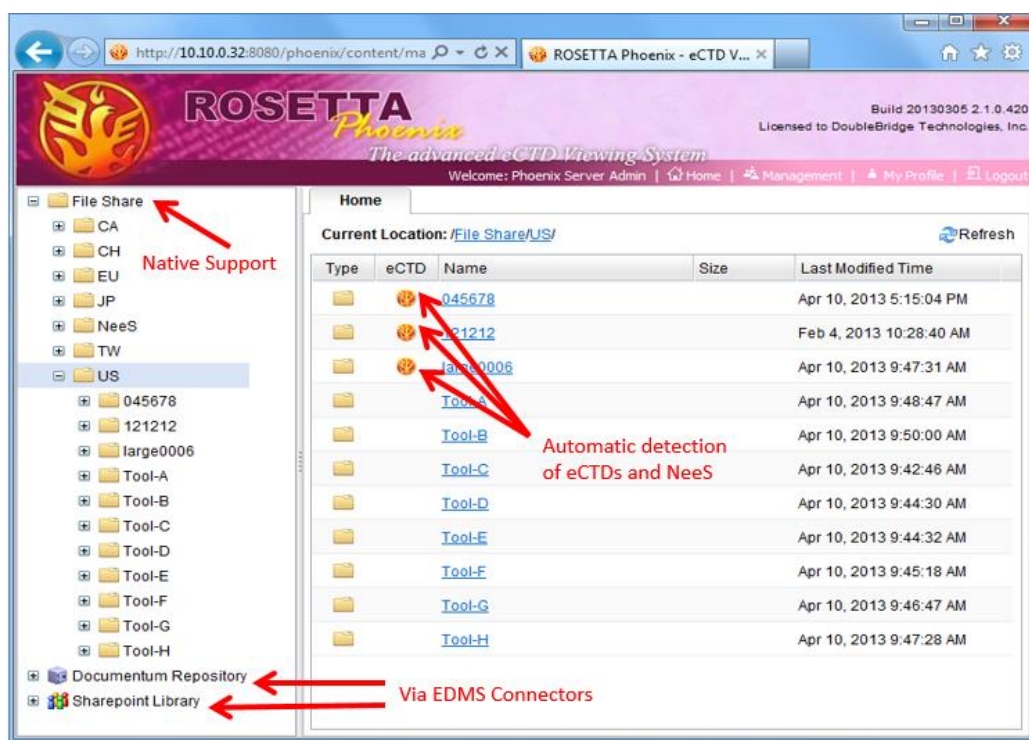 http://10.10.0.32:8080/phoenix/content/ma
ROSETTA Phoenix - eCTD V...
ROSETTA
Phoenix
The advanced eCTD Viewing System
Build 20130305 2.1.0.420
Licensed to DoubleBridge Technologies, Inc.
Welcome: Phoenix Server Admin | Home | Management | My Profile | Logout
File Share
CA
CH
EU
JP
NeeS
TW
US
045678
121212
large0006
Tool-A
Tool-B
Tool-C
Tool-D
Tool-E
Tool-F
Tool-G
Tool-H
Documentum Repository
Sharepoint Library
Native Support
Home
Current Location: /File Share/US/
Refresh
Type eCTD Name Size Last Modified Time
045678 Apr 10, 2013 5:15:04 PM
121212 Feb 4, 2013 10:28:40 AM
large0006 Apr 10, 2013 9:47:31 AM
Tool-A Apr 10, 2013 9:48:47 AM
Tool-B Apr 10, 2013 9:50:00 AM
Tool-C Apr 10, 2013 9:42:46 AM
Tool-D Apr 10, 2013 9:44:30 AM
Tool-E Apr 10, 2013 9:44:32 AM
Tool-F Apr 10, 2013 9:45:18 AM
Tool-G Apr 10, 2013 9:46:47 AM
Tool-H Apr 10, 2013 9:47:28 AM
Automatic detection
of eCTDs and NeeS
Via EDMS Connectors